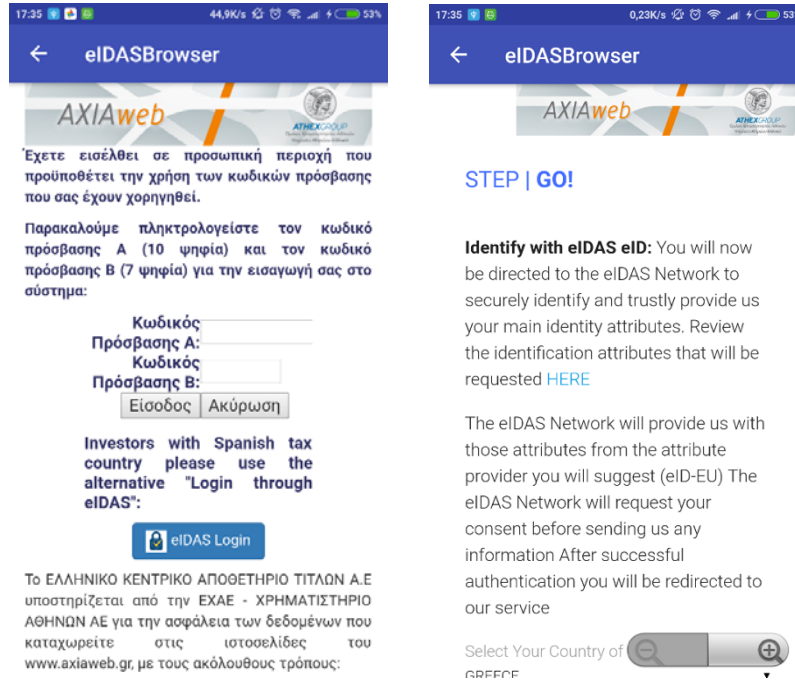 17:35
44,9K/s
53%
eIDASBrowser
AXIAweb
ATHEXGROUP
Έχετε εισέλθει σε προσωπική περιοχή που
προϋποθέτει την χρήση των κωδικών πρόσβασης
που σας έχουν χορηγηθεί.
Παρακαλούμε πληκτρολογείστε τον κωδικό
πρόσβασης Α (10 ψηφία) και τον κωδικό
πρόσβασης Β (7 ψηφία) για την εισαγωγή σας στο
σύστημα:
Κωδικός
Πρόσβασης Α:
Κωδικός
Πρόσβασης Β:
Είσοδος Ακύρωση
Investors with Spanish tax
country please use the
alternative "Login through
eIDAS":
eIDAS Login
Το ΕΛΛΗΝΙΚΟ ΚΕΝΤΡΙΚΟ ΑΠΟΘΕΤΗΡΙΟ ΤΙΤΛΩΝ Α.Ε
υποστηρίζεται από την ΕΧΑΕ - ΧΡΗΜΑΤΙΣΤΗΡΙΟ
ΑΘΗΝΩΝ ΑΕ για την ασφάλεια των δεδομένων που
καταχωρείτε στις ιστοσελίδες του
www.axiaweb.gr, με τους ακόλουθους τρόπους:
17:35
0,23K/s
53
eIDASBrowser
AXIAweb
ATHEXGROUP
STEP | GO!
Identify with eIDAS eID: You will now
be directed to the eIDAS Network to
securely identify and trustly provide us
your main identity attributes. Review
the identification attributes that will be
requested HERE
The eIDAS Network will provide us with
those attributes from the attribute
provider you will suggest (eID-EU) The
eIDAS Network will request your
consent before sending us any
information After successful
authentication you will be redirected to
our service
Select Your Country of
GREECE